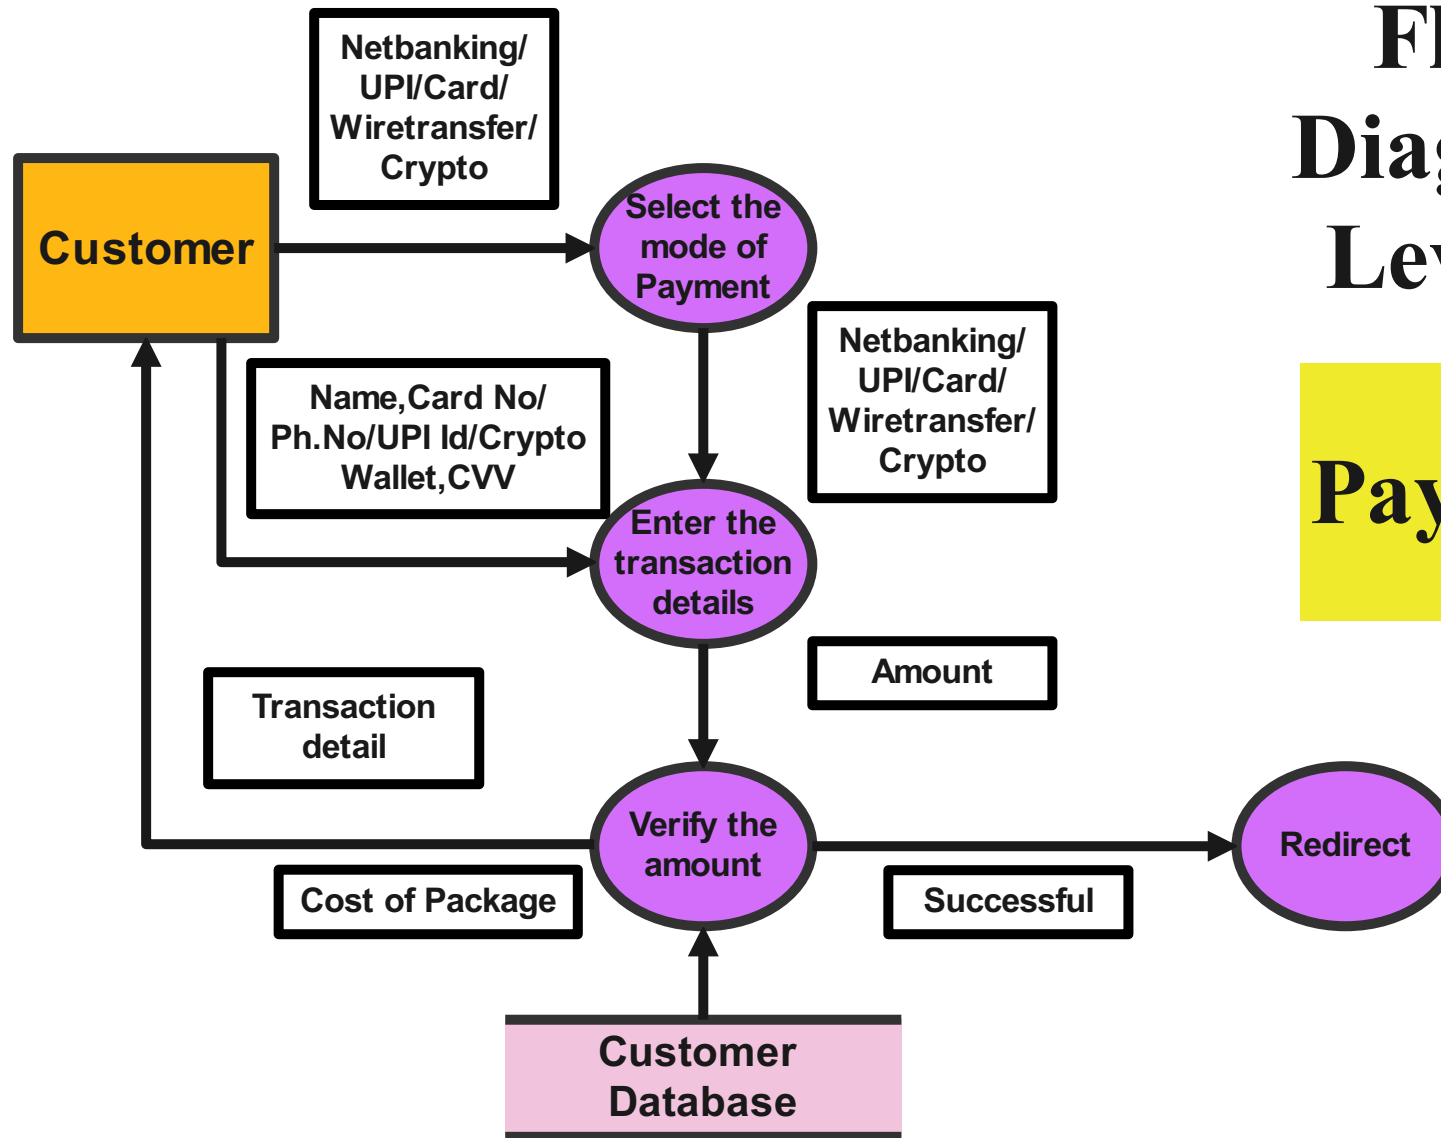 Netbanking/
UPI/Card/
Wiretransfer/
Crypto
Customer
Select the
mode of
Payment
Netbanking/
UPI/Card/
Wiretransfer/
Crypto
Name,Card No/
Ph.No/UPI Id/Crypto
Wallet,CVV
Enter the
transaction
details
Amount
Transaction
detail
Verify the
amount
Redirect
Cost of Package
Successful
Customer
Database